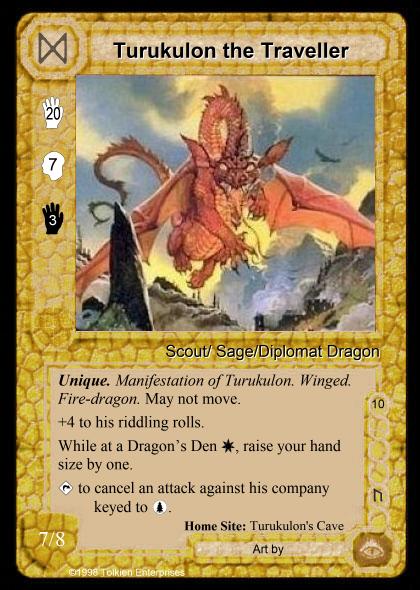 Turukulon the Traveller
20
7
3
Scout/ Sage/Diplomat Dragon
Unique. Manifestation of Turukulon. Winged.
Fire-dragon. May not move.
+4 to his riddling rolls.
While at a Dragon's Den , raise your hand
size by one.
to cancel an attack against his company
keyed to .
10
Home Site: Turukulon's Cave
7/8
Art by
©1998 Tolkien Enterprises